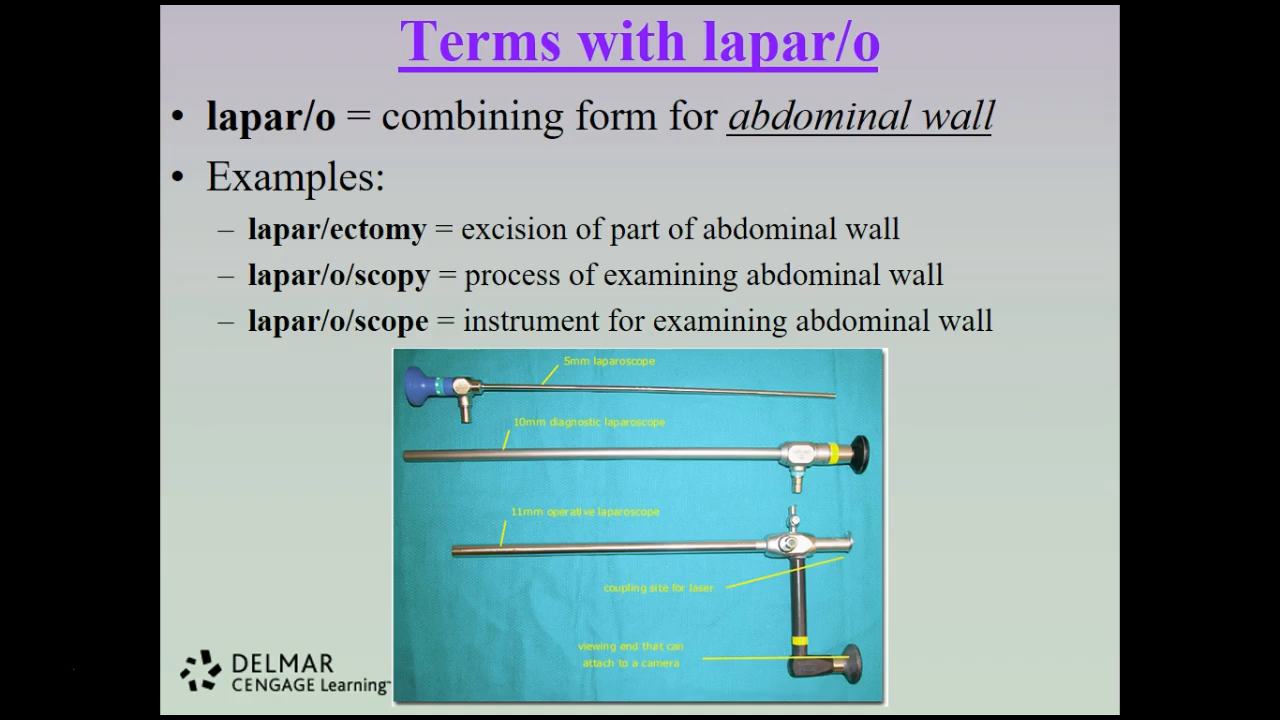 Terms with lapar/o
• lapar/o = combining form for abdominal wall
• Examples:
– lapar/ectomy = excision of part of abdominal wall
– lapar/o/scopy = process of examining abdominal wall
– lapar/o/scope = instrument for examining abdominal wall
5mm laparoscope
10mm diagnostic laparoscope
11mm operative laparoscope
coupling site for laser
viewing end that can
attach to a camera
DELMAR
CENGAGE Learning™